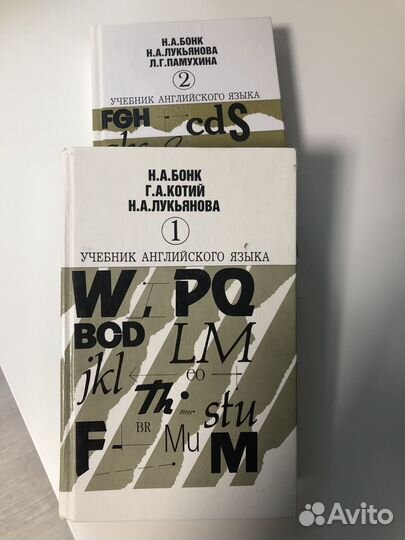 Н.А.БОНК
Н.А.ЛУКЬЯНОВА
Л.Г.ПАМУХИНА
2
УЧЕБНИК АНГЛИЙСКОГО ЯЗЫКА
FGH cdS
Н.А.БОНК
Г.А.КОТИЙ
Н.А.ЛУКЬЯНОВА
1
УЧЕБНИК АНГЛИЙСКОГО ЯЗЫКА
W PQ
BCD LM
jkl eo
Th stu
BR
F Mu M
Avito